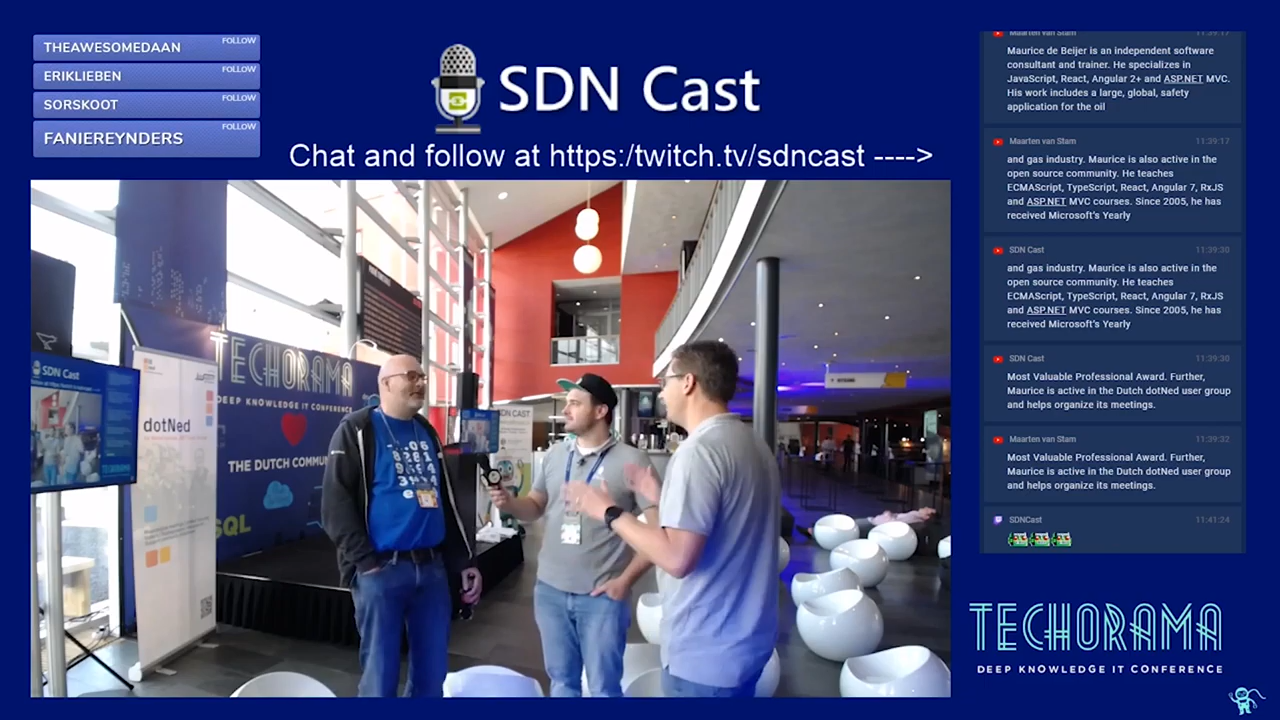 THEAWESOMEDAAN FOLLOW
ERIKLIEBEN FOLLOW
SORSKOOT FOLLOW
FANIEREYNDERS FOLLOW
SDN Cast
Chat and follow at https:/twitch.tv/sdncast ---->
SDN Cast
dotNed
TECHORAMA
DEEP KNOWLEDGE IT CONFERENCE
THE DUTCH COMMUN
SQL
SDN CAST
Maarten van Stam 11:39:17
Maurice de Beijer is an independent software
consultant and trainer. He specializes in
JavaScript, React, Angular 2+ and ASP.NET MVC.
His work includes a large, global, safety
application for the oil
Maarten van Stam 11:39:17
and gas industry. Maurice is also active in the
open source community. He teaches
ECMAScript, TypeScript, React, Angular 7, RxJS
and ASP.NET MVC courses. Since 2005, he has
received Microsoft's Yearly
SDN Cast 11:39:30
and gas industry. Maurice is also active in the
open source community. He teaches
ECMAScript, TypeScript, React, Angular 7, RxJS
and ASP.NET MVC courses. Since 2005, he has
received Microsoft's Yearly
SDN Cast 11:39:30
Most Valuable Professional Award. Further,
Maurice is active in the Dutch dotNed user group
and helps organize its meetings.
Maarten van Stam 11:39:32
Most Valuable Professional Award. Further,
Maurice is active in the Dutch dotNed user group
and helps organize its meetings.
SDNCast 11:41:24
TECHORAMA
DEEP KNOWLEDGE IT CONFERENCE